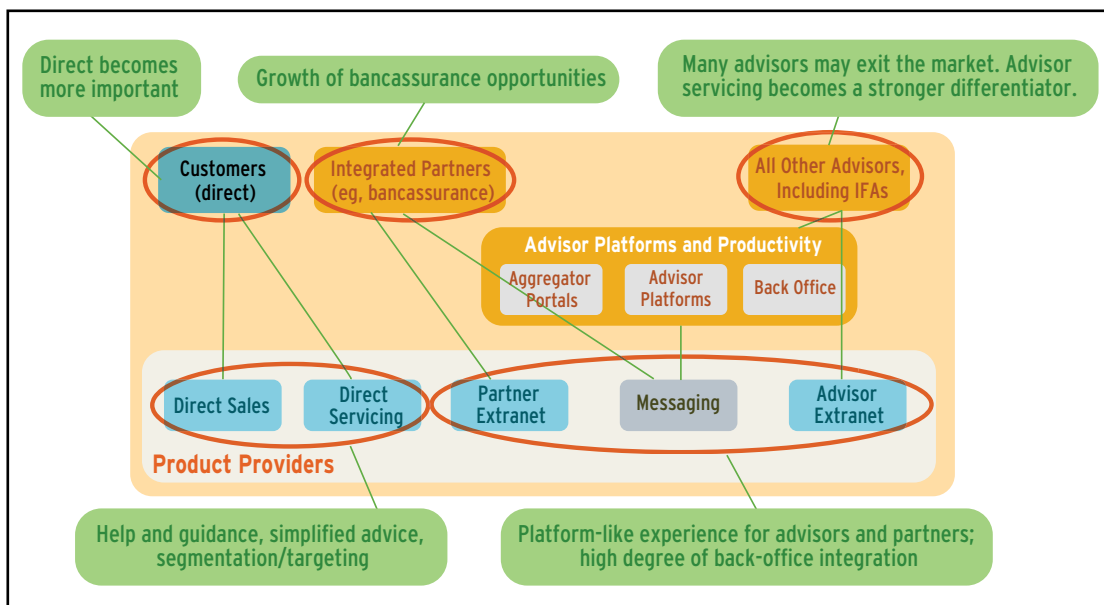 Direct becomes
more important
Growth of bancassurance opportunities
Many advisors may exit the market. Advisor
servicing becomes a stronger differentiator.
Customers
(direct)
Integrated Partners
(eg, bancassurance)
All Other Advisors,
Including IFAs
Advisor Platforms and Productivity
Aggregator
Portals
Advisor
Platforms
Back Office
Direct Sales
Direct
Servicing
Partner
Extranet
Messaging
Advisor
Extranet
Product Providers
Help and guidance, simplified advice,
segmentation/targeting
Platform-like experience for advisors and partners;
high degree of back-office integration